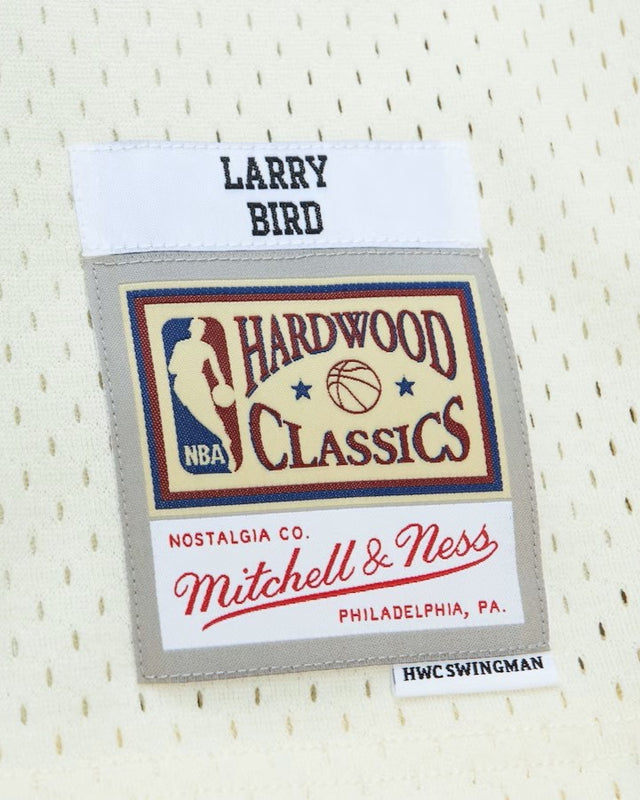 LARRY
BIRD
HARDWOOD
CLASSICS
NBA
NOSTALGIA CO.
Mitchell & Ness
PHILADELPHIA, PA.
HWC SWINGMAN